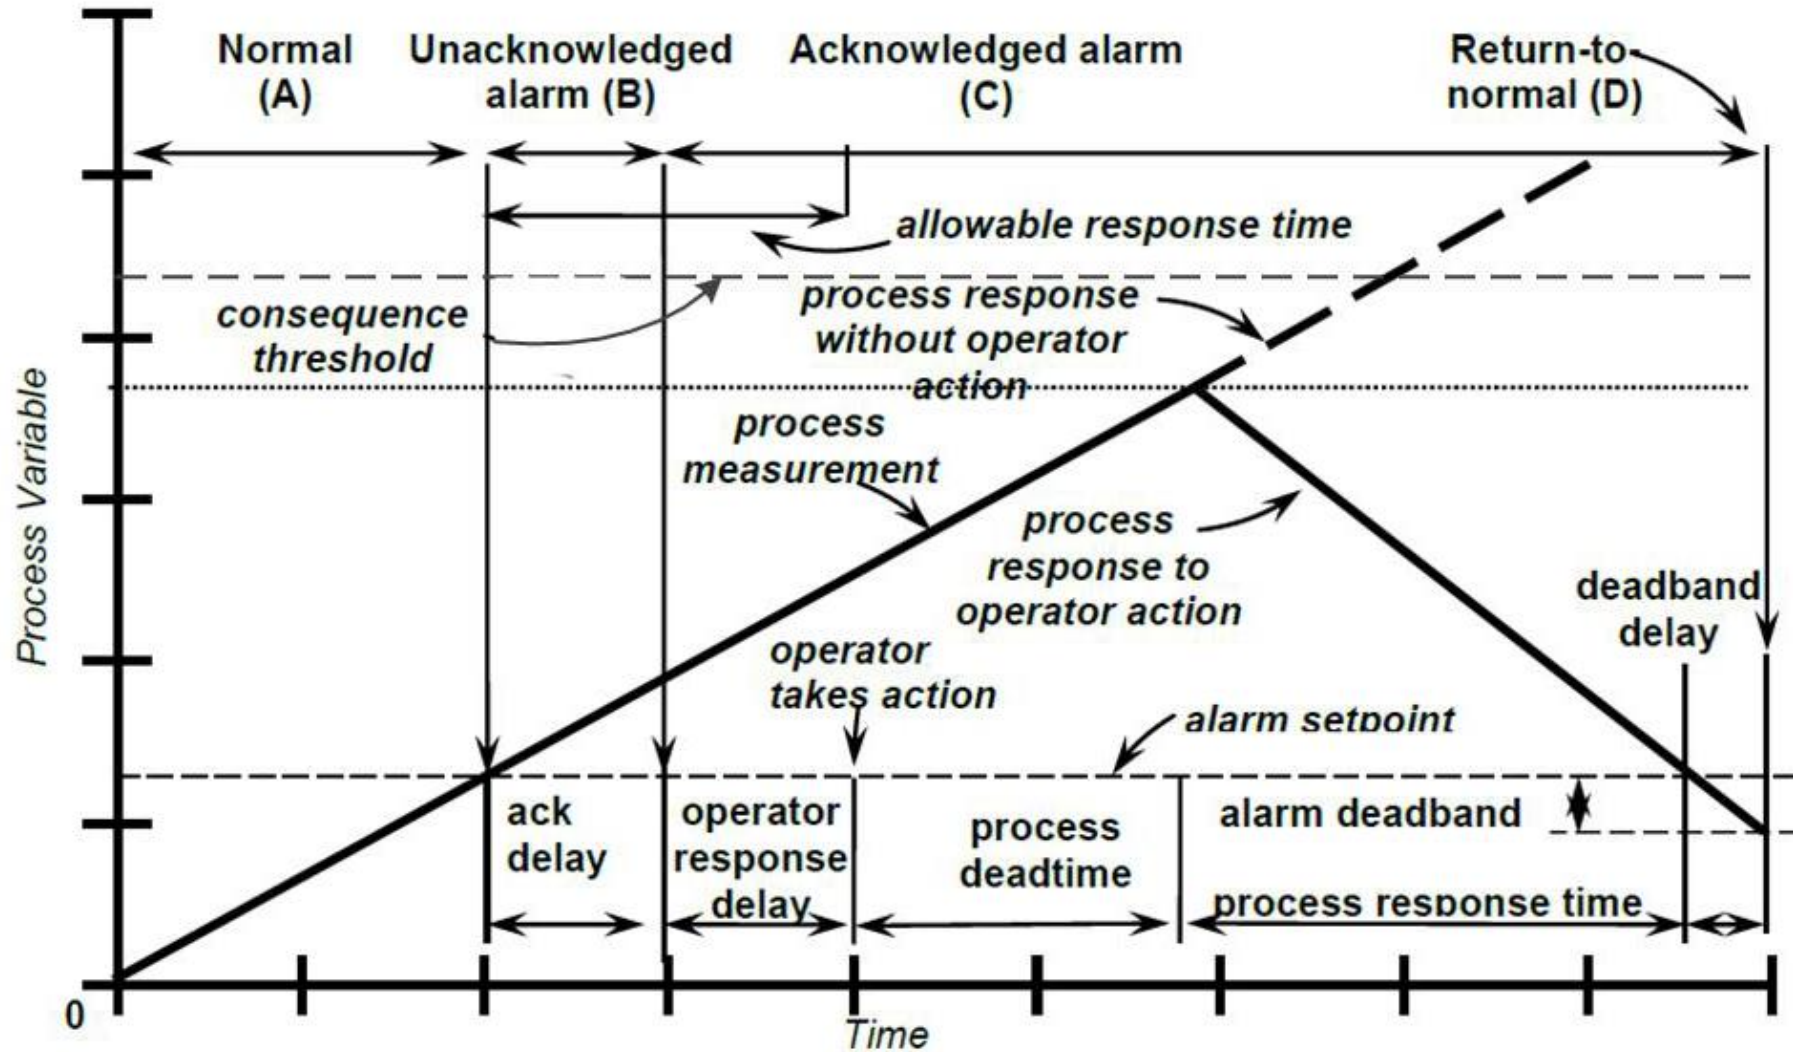 Normal
(A)
Unacknowledged
alarm (B)
Acknowledged alarm
(C)
Return-to-
normal (D)
allowable response time
consequence
threshold
process response
without operator
action
process
measurement
process
response to
operator action
deadband
delay
operator
takes action
alarm setpoint
ack
delay
operator
response
delay
process
deadtime
alarm deadband
process response time
Process Variable
0
Time